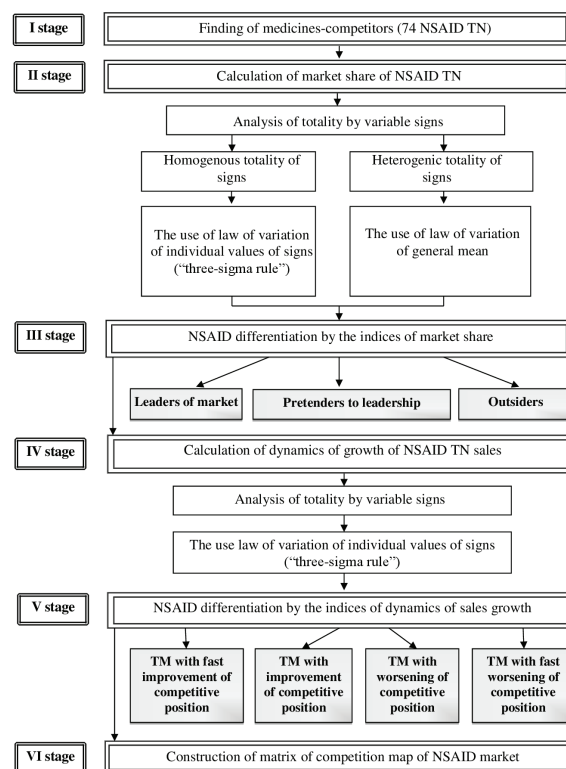 I stage
Finding of medicines-competitors (74 NSAID TN)
II stage
Calculation of market share of NSAID TN
Analysis of totality by variable signs
Homogenous totality of
signs
Heterogenic totality of
signs
The use of law of variation
of individual values of signs
(“three-sigma rule”)
The use of law of variation
of general mean
III stage
NSAID differentiation by the indices of market share
Leaders of market
Pretenders to leadership
Outsiders
IV stage
Calculation of dynamics of growth of NSAID TN sales
Analysis of totality by variable signs
The use law of variation of individual values of signs
(“three-sigma rule”)
V stage
NSAID differentiation by the indices of dynamics of sales growth
TM with fast
improvement of
competitive
position
TM with
improvement
of competitive
position
TM with
worsening of
competitive
position
TM with fast
worsening of
competitive
position
VI stage
Construction of matrix of competition map of NSAID market